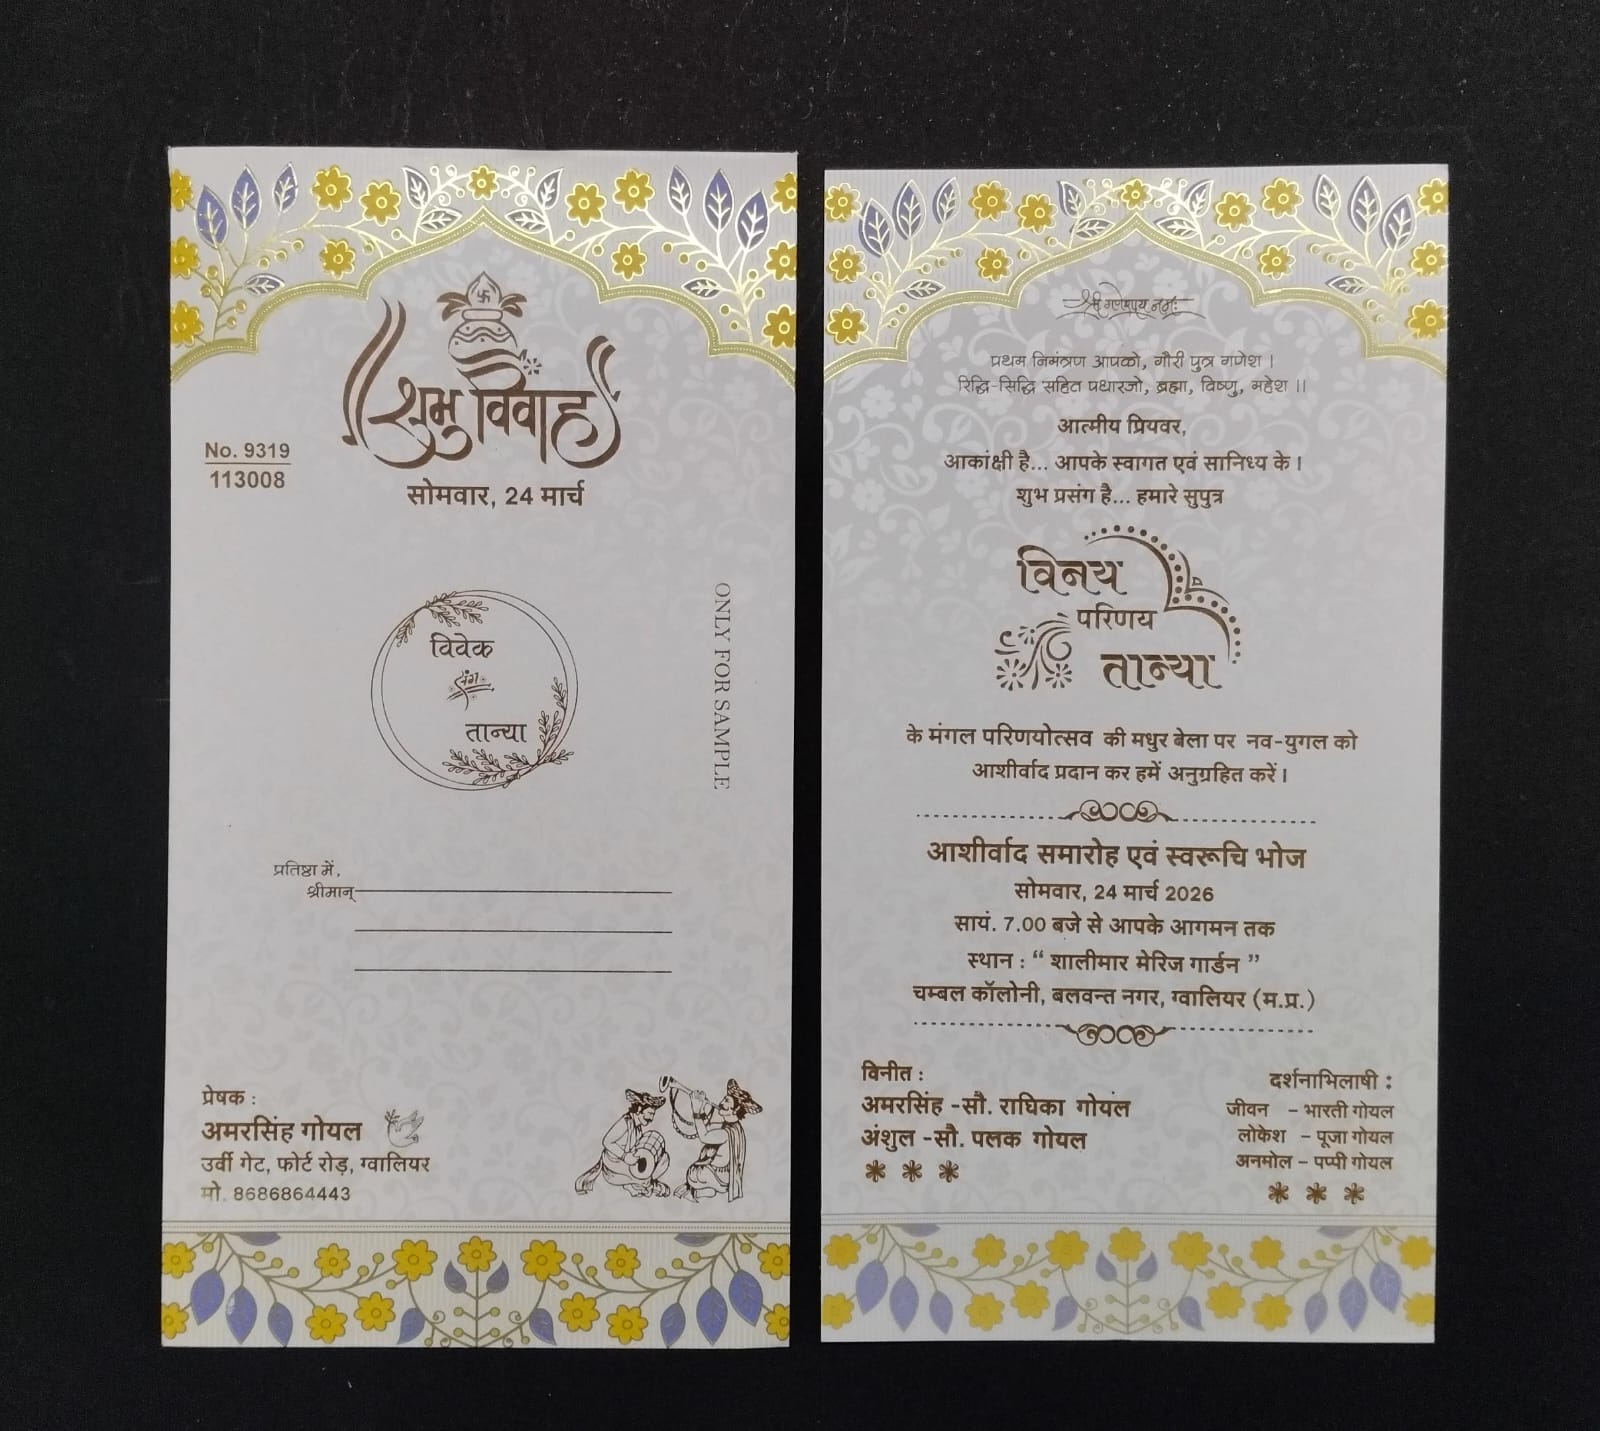 शुभ विवाह
No. 9319
113008
सोमवार, 24 मार्च
विवेक
संग
तान्या
ONLY FOR SAMPLE
प्रतिष्ठा में,
श्रीमान्
प्रेषक :
अमरसिंह गोयल
उर्वी गेट, फोर्ट रोड़, ग्वालियर
मो. 8686864443
श्री गणेशाय नमः
प्रथम निमंत्रण आपको, गौरी पुत्र गणेश ।
रिद्धि-सिद्धि सहित पधारजो, ब्रह्मा, विष्णु, महेश ।।
आत्मीय प्रियवर,
आकांक्षी है... आपके स्वागत एवं सानिध्य के ।
शुभ प्रसंग है... हमारे सुपुत्र
विनय
परिणय
तान्या
के मंगल परिणयोत्सव की मधुर बेला पर नव-युगल को
आशीर्वाद प्रदान कर हमें अनुग्रहित करें ।
आशीर्वाद समारोह एवं स्वरूचि भोज
सोमवार, 24 मार्च 2026
सायं. 7.00 बजे से आपके आगमन तक
स्थान : “ शालीमार मेरिज गार्डन ”
चम्बल कॉलोनी, बलवन्त नगर, ग्वालियर (म.प्र.)
विनीत :
अमरसिंह -सौ. राधिका गोयल
अंशुल -सौ. पलक गोयल
दर्शनाभिलाषी :
जीवन - भारती गोयल
लोकेश - पूजा गोयल
अनमोल - पप्पी गोयल